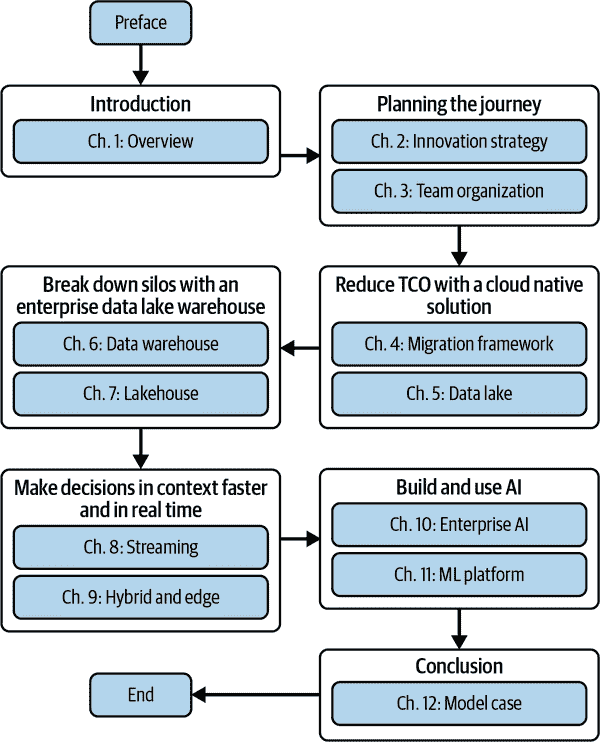 Preface
Introduction
Ch. 1: Overview
Planning the journey
Ch. 2: Innovation strategy
Ch. 3: Team organization
Reduce TCO with a cloud native
solution
Ch. 4: Migration framework
Ch. 5: Data lake
Break down silos with an
enterprise data lake warehouse
Ch. 6: Data warehouse
Ch. 7: Lakehouse
Make decisions in context faster
and in real time
Ch. 8: Streaming
Ch. 9: Hybrid and edge
Build and use AI
Ch. 10: Enterprise AI
Ch. 11: ML platform
Conclusion
Ch. 12: Model case
End